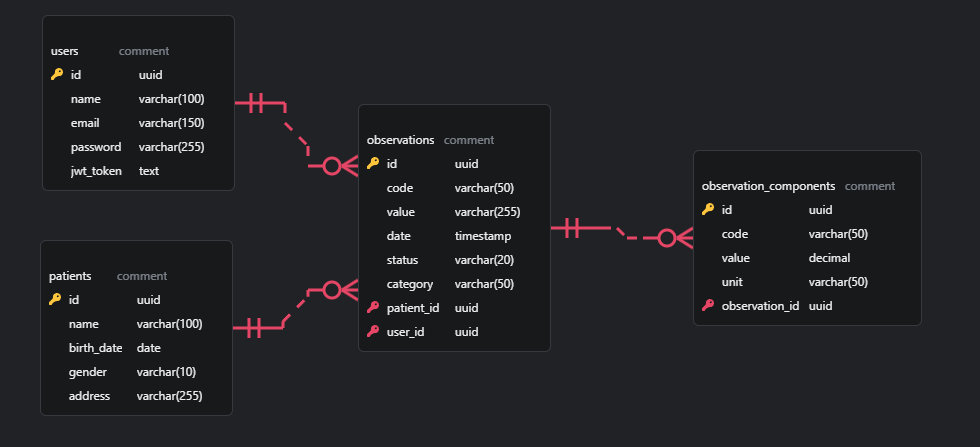 users comment
id uuid
name varchar(100)
email varchar(150)
password varchar(255)
jwt_token text
patients comment
id uuid
name varchar(100)
birth_date date
gender varchar(10)
address varchar(255)
observations comment
id uuid
code varchar(50)
value varchar(255)
date timestamp
status varchar(20)
category varchar(50)
patient_id uuid
user_id uuid
observation_components comment
id uuid
code varchar(50)
value decimal
unit varchar(50)
observation_id uuid